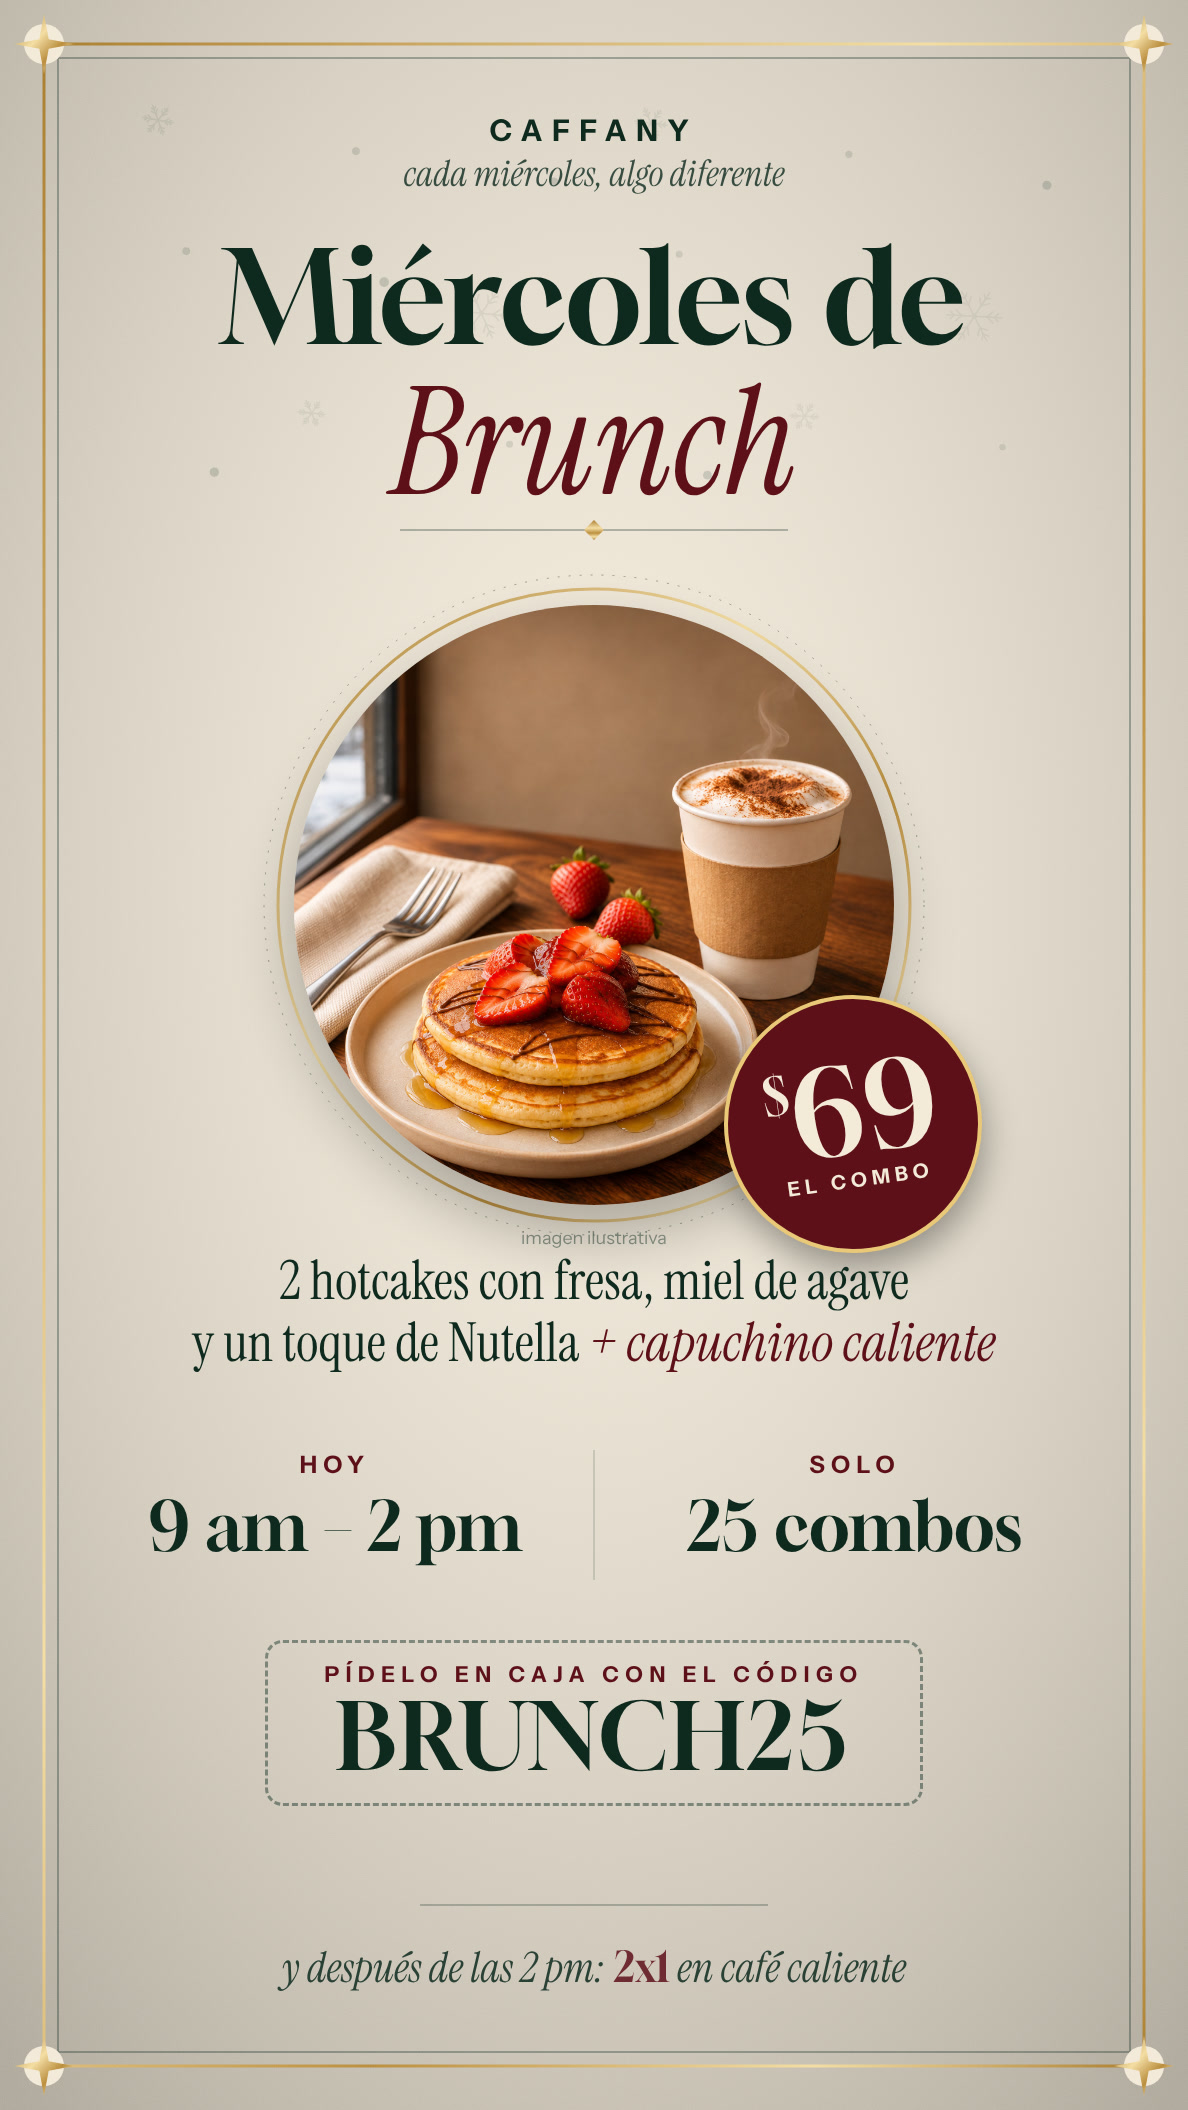 CAFFANY
cada miércoles, algo diferente
Miércoles de
Brunch
$69
EL COMBO
imagen ilustrativa
2 hotcakes con fresa, miel de agave
y un toque de Nutella + capuchino caliente
HOY
9 am – 2 pm
SOLO
25 combos
PÍDELO EN CAJA CON EL CÓDIGO
BRUNCH25
y después de las 2 pm: 2x1 en café caliente